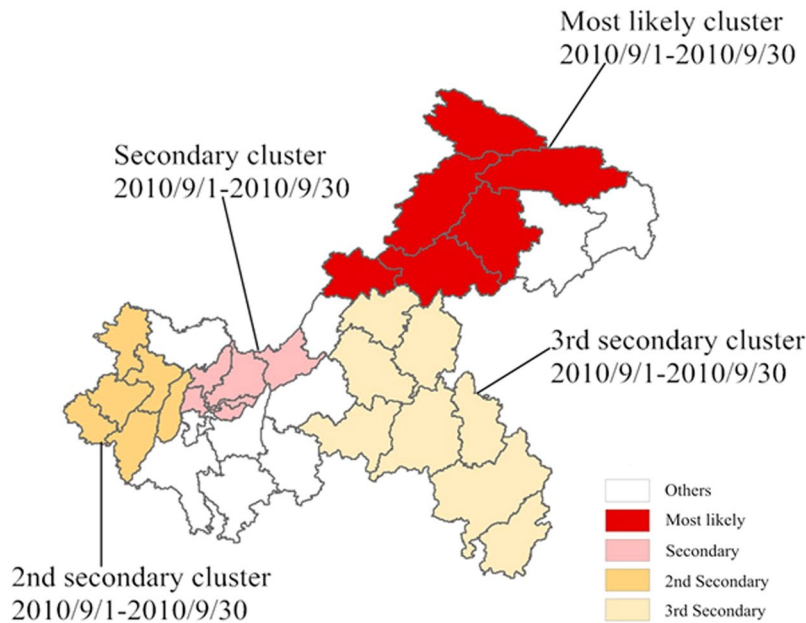 Most likely cluster
2010/9/1-2010/9/30
Secondary cluster
2010/9/1-2010/9/30
3rd secondary cluster
2010/9/1-2010/9/30
Others
Most likely
Secondary
2nd Secondary
3rd Secondary
2nd secondary cluster
2010/9/1-2010/9/30